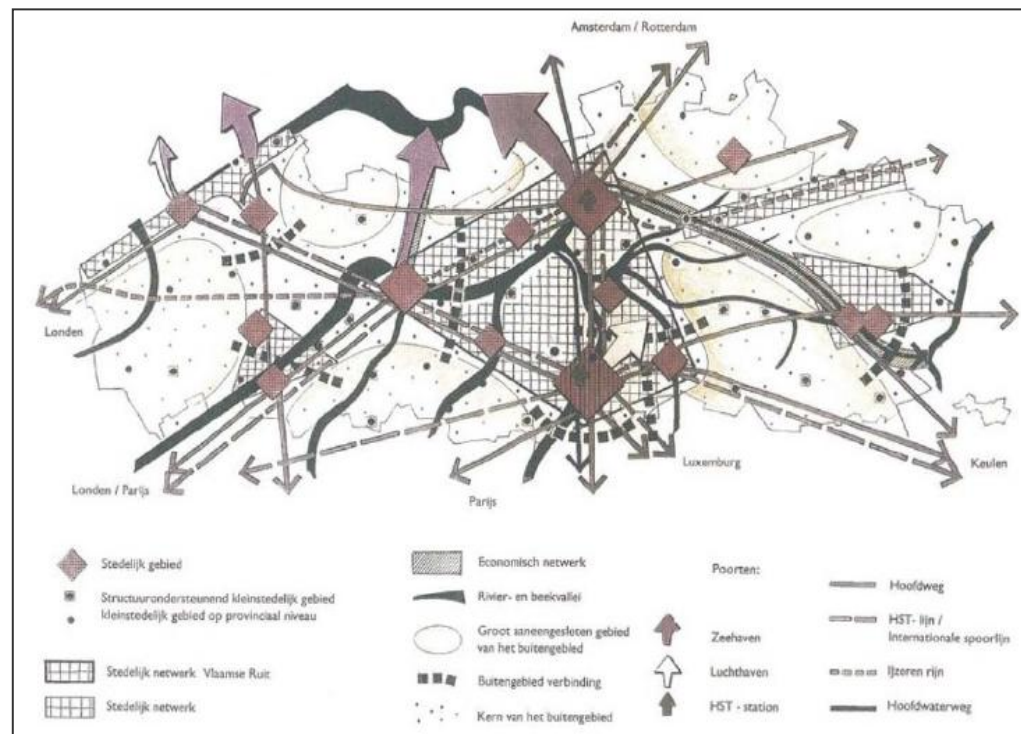 Amsterdam / Rotterdam
Londen
Londen / Parijs
Parijs
Luxemburg
Keulen
Stedelijk gebied
Structuurondersteunend kleinstedelijk gebied
kleinstedelijk gebied op provinciaal niveau
Stedelijk netwerk Vlaamse Ruit
Stedelijk netwerk
Economisch netwerk
Rivier- en beekvallei
Groot aaneengesloten gebied
van het buitengebied
Buitengebied verbinding
Kern van het buitengebied
Poorten:
Zeehaven
Luchthaven
HST - station
Hoofdweg
HST- lijn /
Internationale spoorlijn
IJzeren rijn
Hoofdwaterweg